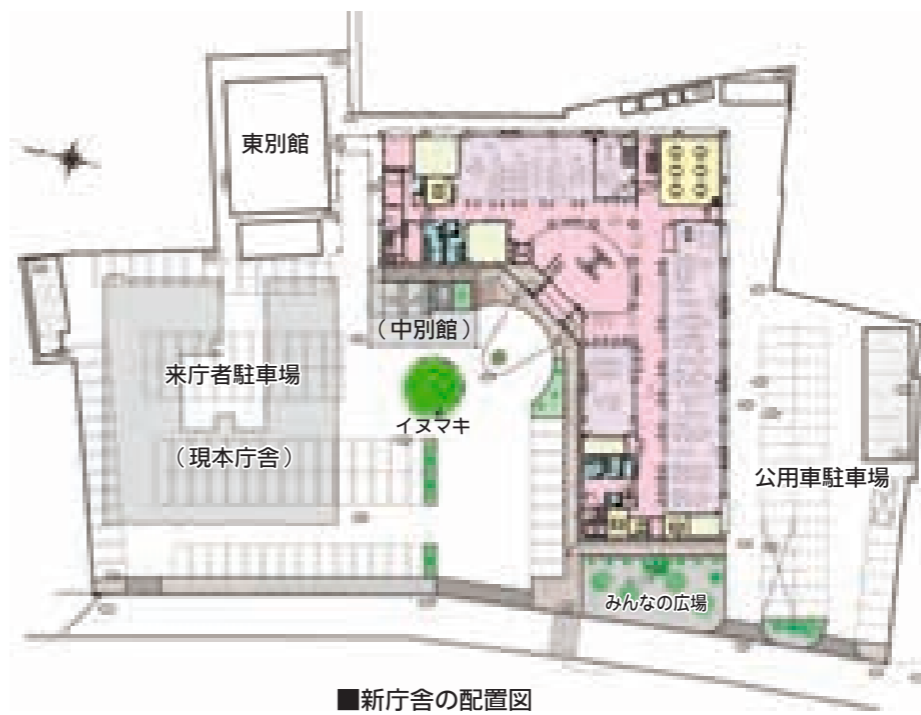 東別館
（中別館）
来庁者駐車場
イヌマキ
（現本庁舎）
公用車駐車場
みんなの広場
■新庁舎の配置図